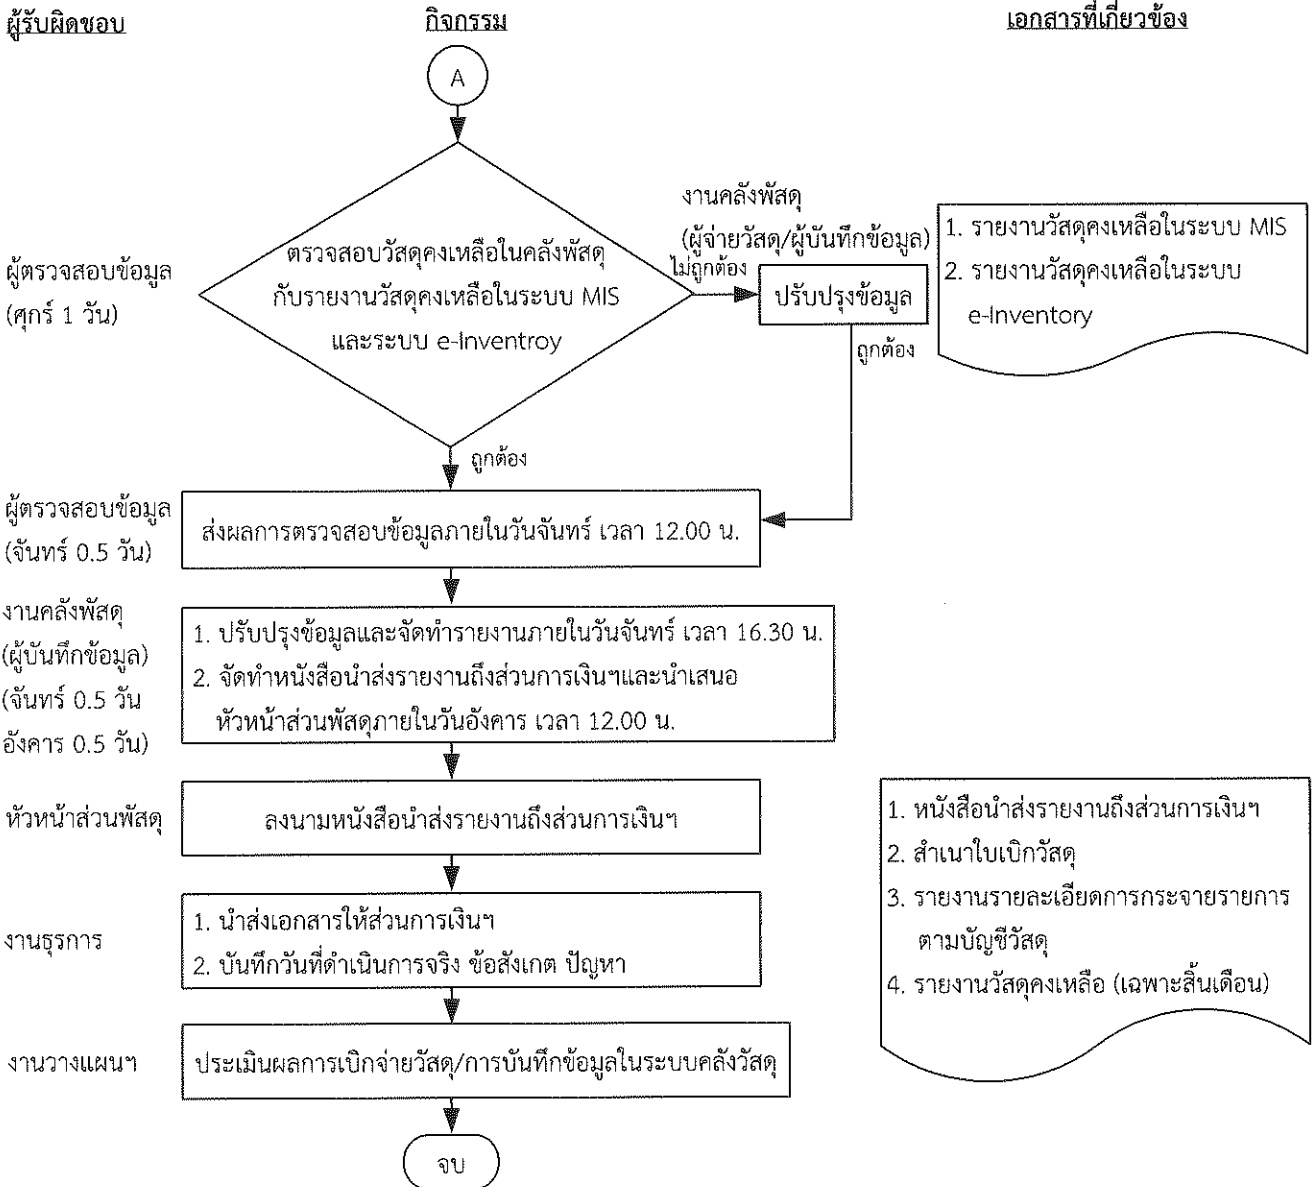 ผู้รับผิดชอบ
กิจกรรม
เอกสารที่เกี่ยวข้อง
A
ผู้ตรวจสอบข้อมูล
(ศุกร์ 1 วัน)
ตรวจสอบวัสดุคงเหลือในคลังพัสดุ
กับรายงานวัสดุคงเหลือในระบบ MIS
และระบบ e-Inventroy
งานคลังพัสดุ
(ผู้จ่ายวัสดุ/ผู้บันทึกข้อมูล)
ไม่ถูกต้อง
ปรับปรุงข้อมูล
ถูกต้อง
1. รายงานวัสดุคงเหลือในระบบ MIS
2. รายงานวัสดุคงเหลือในระบบ
e-Inventory
ถูกต้อง
ผู้ตรวจสอบข้อมูล
(จันทร์ 0.5 วัน)
ส่งผลการตรวจสอบข้อมูลภายในวันจันทร์ เวลา 12.00 น.
งานคลังพัสดุ
(ผู้บันทึกข้อมูล)
(จันทร์ 0.5 วัน
อังคาร 0.5 วัน)
1. ปรับปรุงข้อมูลและจัดทำรายงานภายในวันจันทร์ เวลา 16.30 น.
2. จัดทำหนังสือนำส่งรายงานถึงส่วนการเงินฯและนำเสนอ
หัวหน้าส่วนพัสดุภายในวันอังคาร เวลา 12.00 น.
หัวหน้าส่วนพัสดุ
ลงนามหนังสือนำส่งรายงานถึงส่วนการเงินฯ
งานธุรการ
1. นำส่งเอกสารให้ส่วนการเงินฯ
2. บันทึกวันที่ดำเนินการจริง ข้อสังเกต ปัญหา
1. หนังสือนำส่งรายงานถึงส่วนการเงินฯ
2. สำเนาใบเบิกวัสดุ
3. รายงานรายละเอียดการกระจายรายการ
ตามบัญชีวัสดุ
4. รายงานวัสดุคงเหลือ (เฉพาะสิ้นเดือน)
งานวางแผนฯ
ประเมินผลการเบิกจ่ายวัสดุ/การบันทึกข้อมูลในระบบคลังวัสดุ
จบ